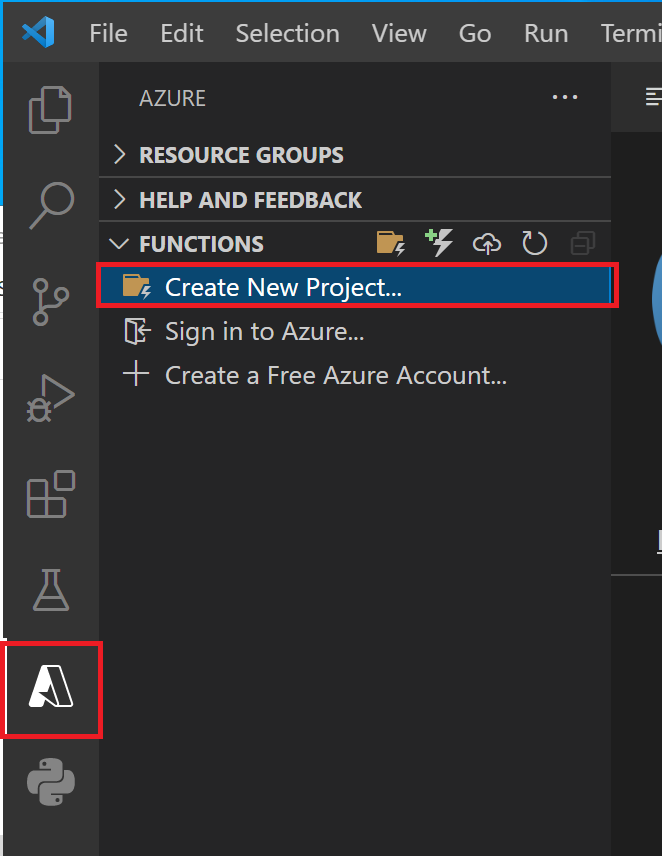 File Edit Selection View Go Run Termi
AZURE
RESOURCE GROUPS
HELP AND FEEDBACK
FUNCTIONS
Create New Project...
Sign in to Azure...
Create a Free Azure Account...